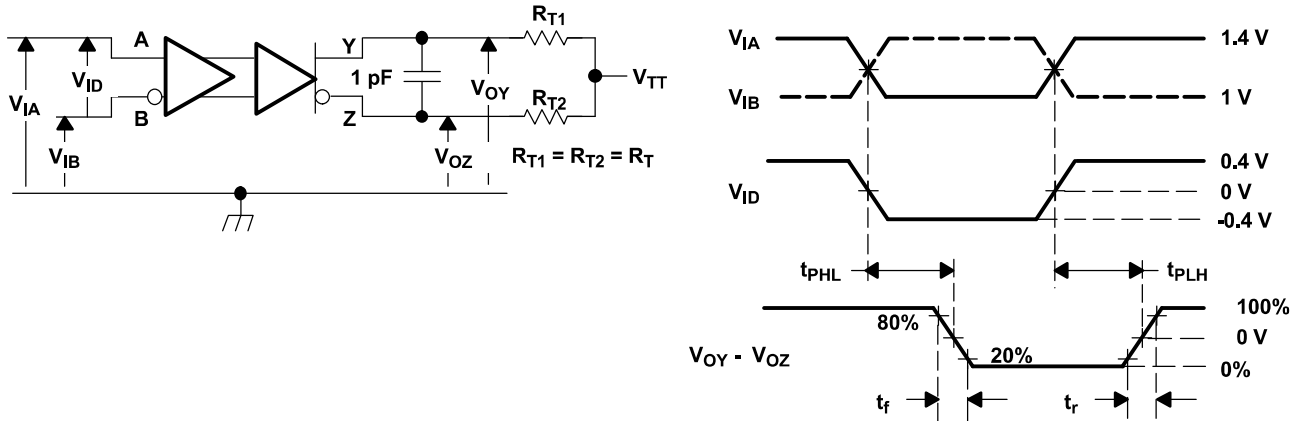 A
B
V_IA
V_ID
V_IB
Y
Z
1 pF
V_OY
V_OZ
R_T1
R_T2
V_TT
R_T1 = R_T2 = R_T
V_IA
1.4 V
V_IB
1 V
V_ID
0.4 V
0 V
-0.4 V
t_PHL
t_PLH
100%
80%
0 V
V_OY - V_OZ
20%
0%
t_f
t_r